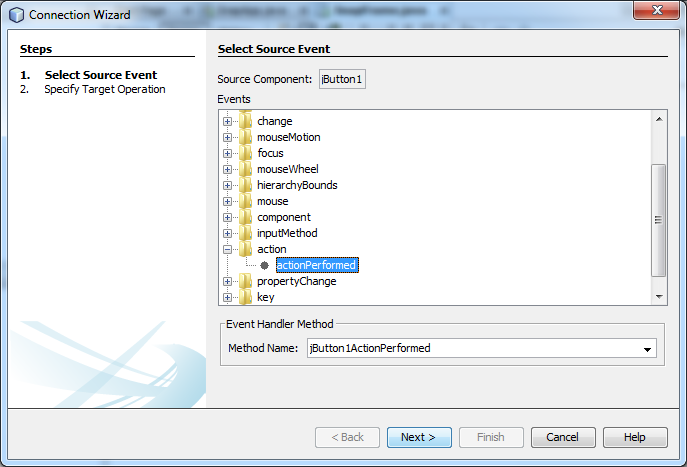 Connection Wizard
Steps
1. Select Source Event
2. Specify Target Operation
Select Source Event
Source Component: jButton1
Events
change
mouseMotion
focus
mouseWheel
hierarchyBounds
mouse
component
inputMethod
action
actionPerformed
propertyChange
key
Event Handler Method
Method Name: jButton1ActionPerformed
< Back Next > Finish Cancel Help